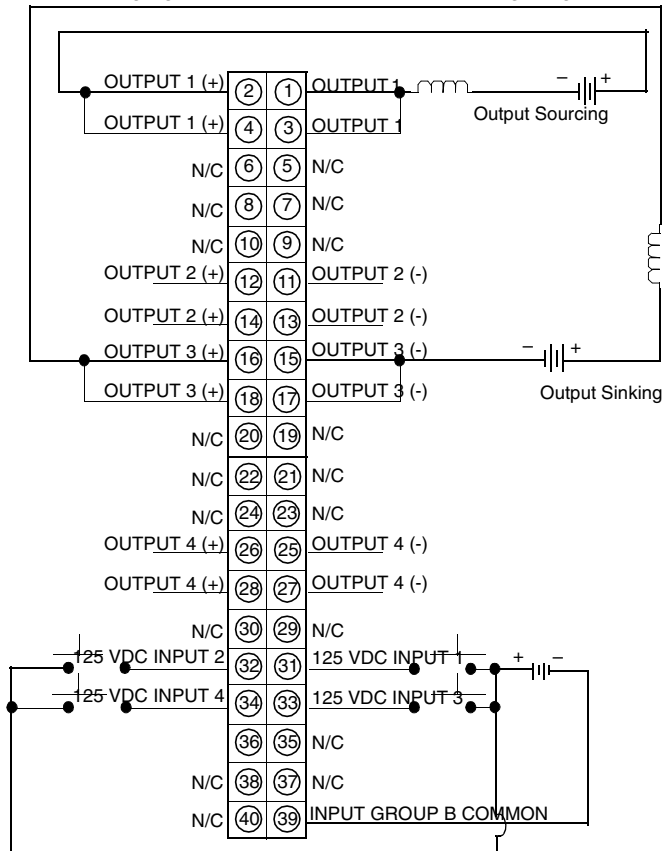 OUTPUT 1 (+) 2 1 OUTPUT 1
− +
Output Sourcing
OUTPUT 1 (+) 4 3 OUTPUT 1
N/C 6 5 N/C
N/C 8 7 N/C
N/C 10 9 N/C
OUTPUT 2 (+) 12 11 OUTPUT 2 (-)
OUTPUT 2 (+) 14 13 OUTPUT 2 (-)
OUTPUT 3 (+) 16 15 OUTPUT 3 (-)
− +
Output Sinking
OUTPUT 3 (+) 18 17 OUTPUT 3 (-)
N/C 20 19 N/C
N/C 22 21 N/C
N/C 24 23 N/C
OUTPUT 4 (+) 26 25 OUTPUT 4 (-)
OUTPUT 4 (+) 28 27 OUTPUT 4 (-)
N/C 30 29 N/C
125 VDC INPUT 2 32 31 125 VDC INPUT 1
+ −
125 VDC INPUT 4 34 33 125 VDC INPUT 3
36 35 N/C
N/C 38 37 N/C
N/C 40 39 INPUT GROUP B COMMON